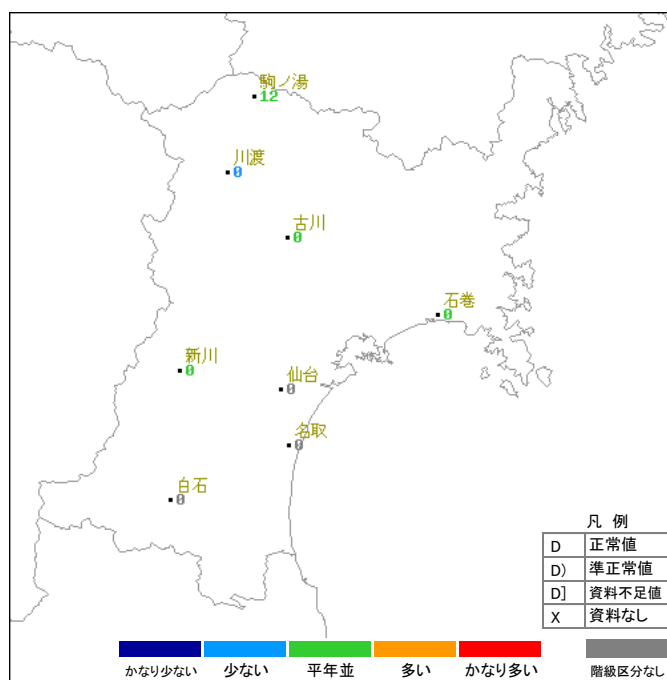 駒ノ湯
12
川渡
0
古川
0
石巻
0
新川
0
仙台
0
名取
0
白石
0
凡 例
D 正常値
D) 準正常値
D] 資料不足値
X 資料なし
かなり少ない 少ない 平年並 多い かなり多い 階級区分なし